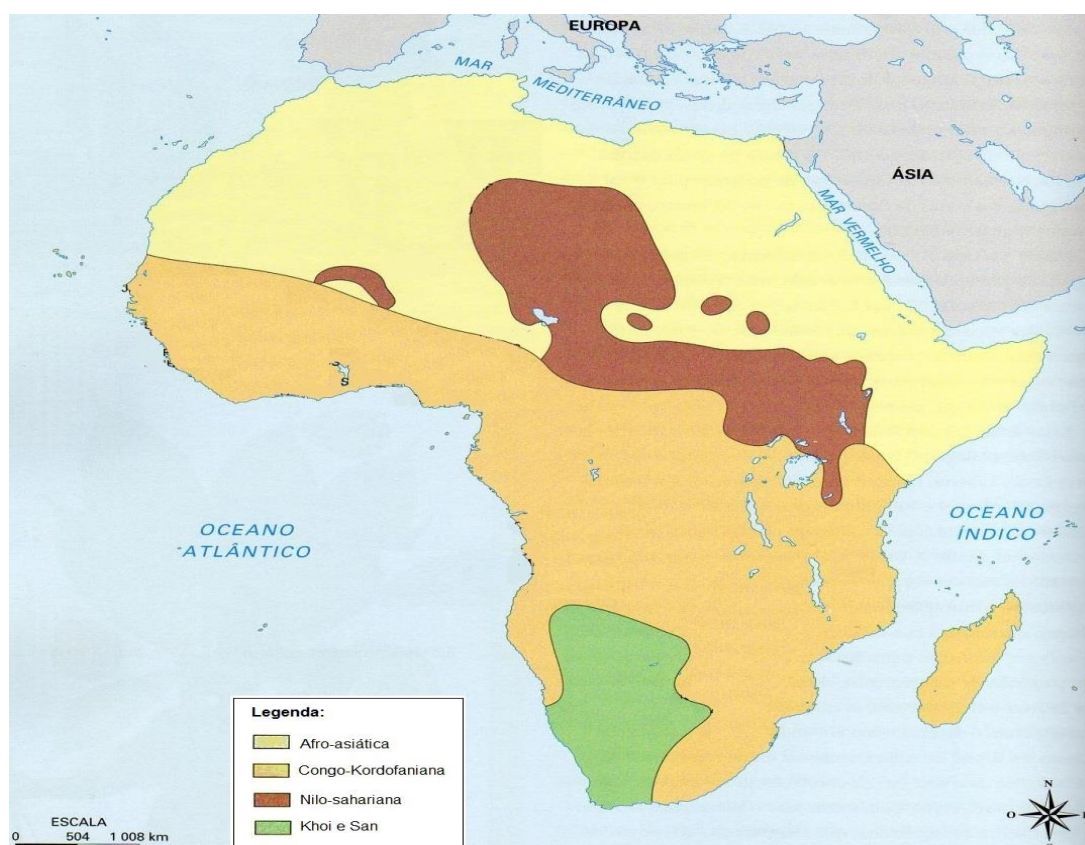 EUROPA
MAR
MEDITERRÂNEO
ÁSIA
MAR VERMELHO
S
OCEANO
ATLÂNTICO
OCEANO
ÍNDICO
Legenda:
Afro-asiática
Congo-Kordofaniana
Nilo-sahariana
Khoi e San
ESCALA
0 504 1 008 km
N
O